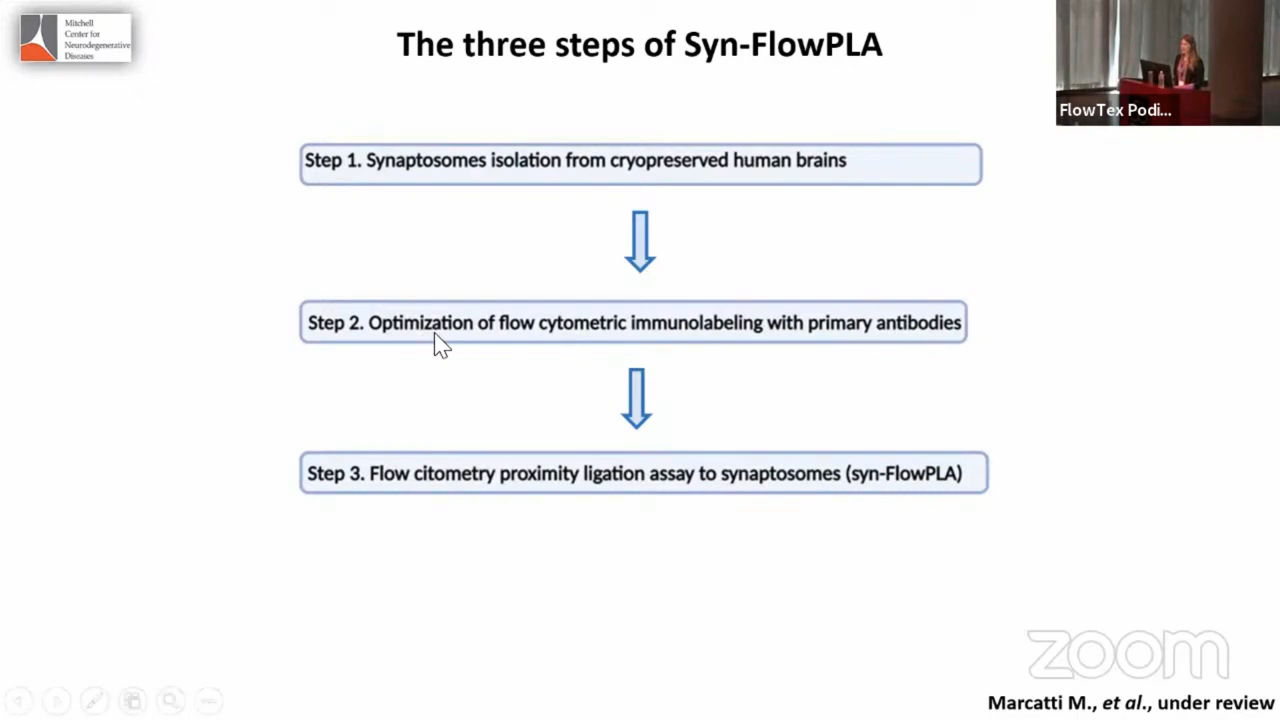 Mitchell
Center for
Neurodegenerative
Diseases
The three steps of Syn-FlowPLA
FlowTex Podi...
Step 1. Synaptosomes isolation from cryopreserved human brains
Step 2. Optimization of flow cytometric immunolabeling with primary antibodies
Step 3. Flow citometry proximity ligation assay to synaptosomes (syn-FlowPLA)
zoom
Marcatti M., et al., under review